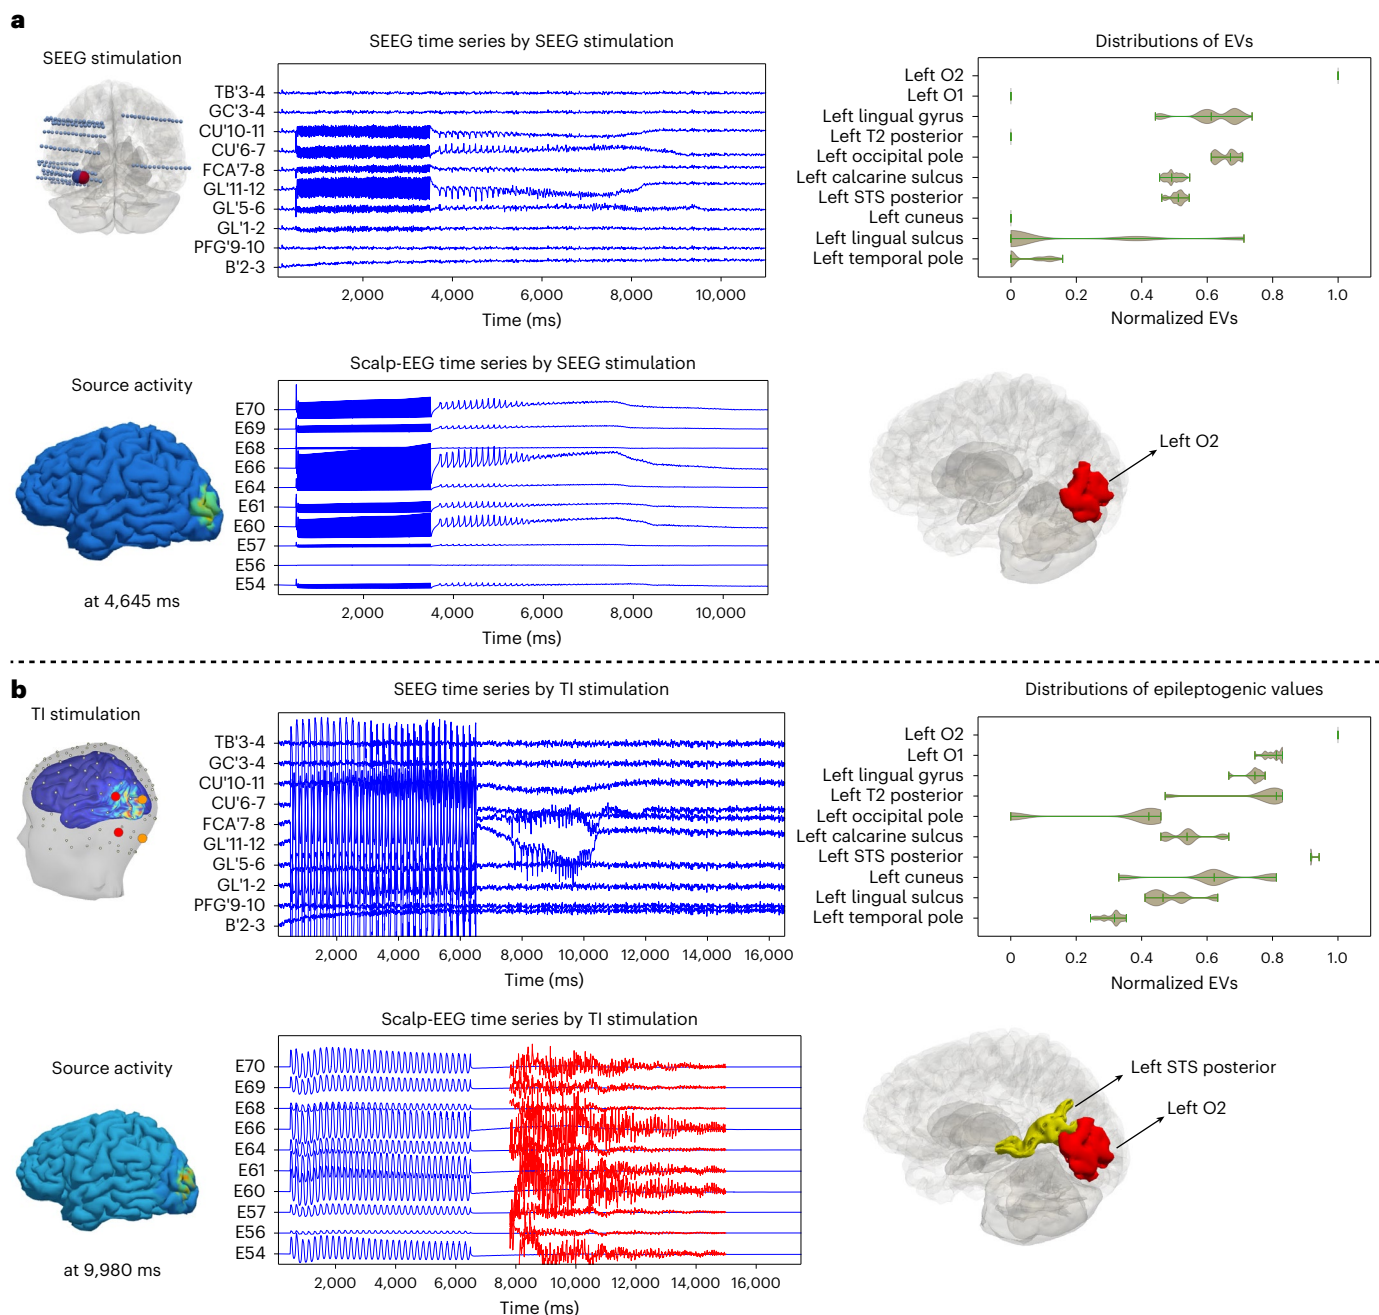 a
SEEG stimulation
SEEG time series by SEEG stimulation
TB'3-4
GC'3-4
CU'10-11
CU'6-7
FCA'7-8
GL'11-12
GL'5-6
GL'1-2
PFG'9-10
B'2-3
2,000 4,000 6,000 8,000 10,000
Time (ms)
Distributions of EVs
Left O2
Left O1
Left lingual gyrus
Left T2 posterior
Left occipital pole
Left calcarine sulcus
Left STS posterior
Left cuneus
Left lingual sulcus
Left temporal pole
0 0.2 0.4 0.6 0.8 1.0
Normalized EVs
Source activity
at 4,645 ms
Scalp-EEG time series by SEEG stimulation
E70
E69
E68
E66
E64
E61
E60
E57
E56
E54
2,000 4,000 6,000 8,000 10,000
Time (ms)
Left O2
b
TI stimulation
SEEG time series by TI stimulation
TB'3-4
GC'3-4
CU'10-11
CU'6-7
FCA'7-8
GL'11-12
GL'5-6
GL'1-2
PFG'9-10
B'2-3
2,000 4,000 6,000 8,000 10,000 12,000 14,000 16,000
Time (ms)
Distributions of epileptogenic values
Left O2
Left O1
Left lingual gyrus
Left T2 posterior
Left occipital pole
Left calcarine sulcus
Left STS posterior
Left cuneus
Left lingual sulcus
Left temporal pole
0 0.2 0.4 0.6 0.8 1.0
Normalized EVs
Source activity
at 9,980 ms
Scalp-EEG time series by TI stimulation
E70
E69
E68
E66
E64
E61
E60
E57
E56
E54
2,000 4,000 6,000 8,000 10,000 12,000 14,000 16,000
Time (ms)
Left STS posterior
Left O2